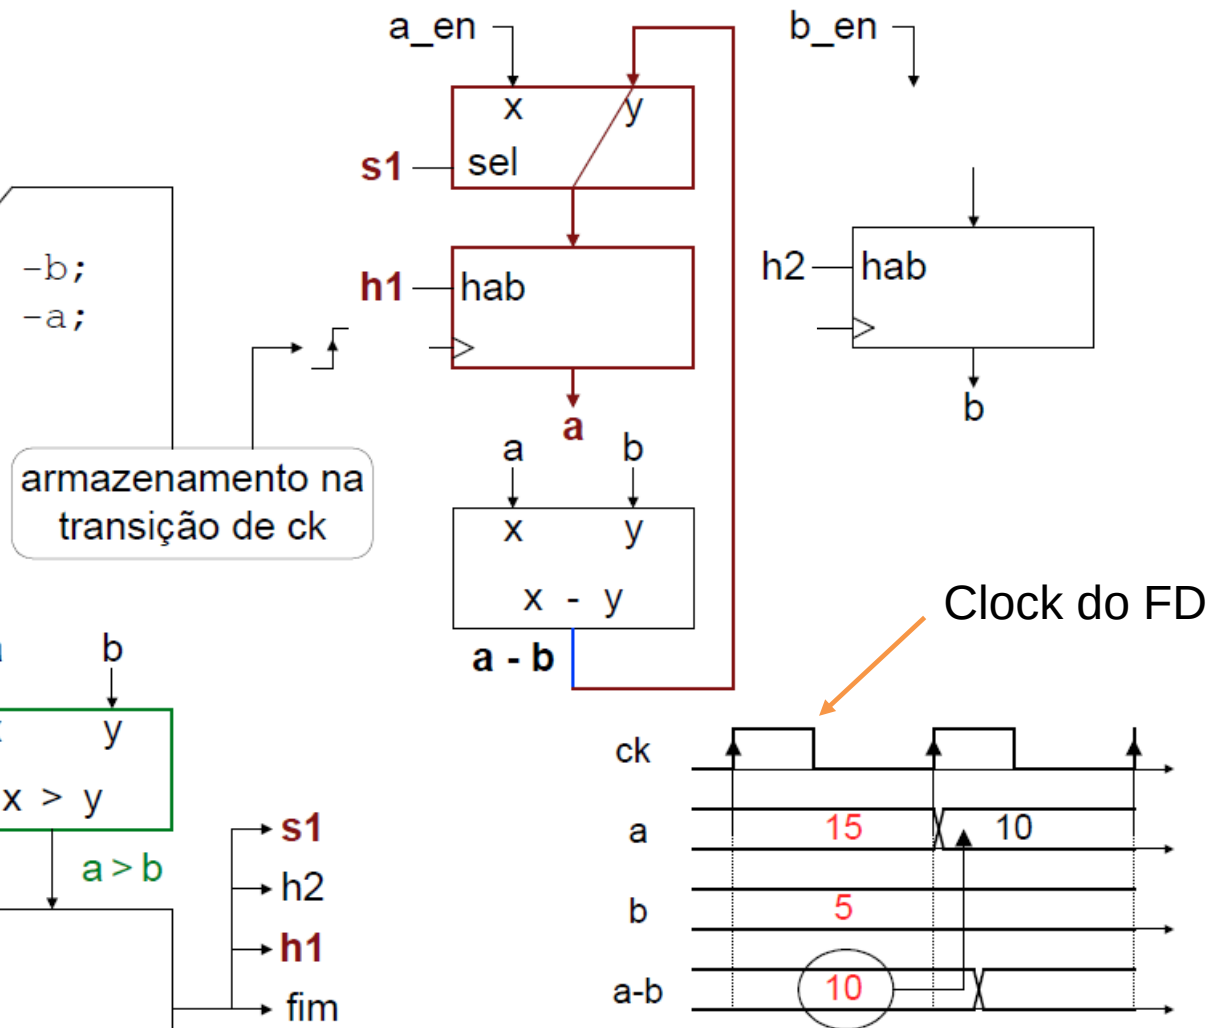 a_en
b_en
x y
s1 sel
-b;
-a;
h1 hab
h2 hab
a
b
armazenamento na
transição de ck
a b
x y
x - y
a - b
Clock do FD
b
y
x > y
a > b
s1
h2
h1
fim
ck
a 15 10
b 5
a-b 10